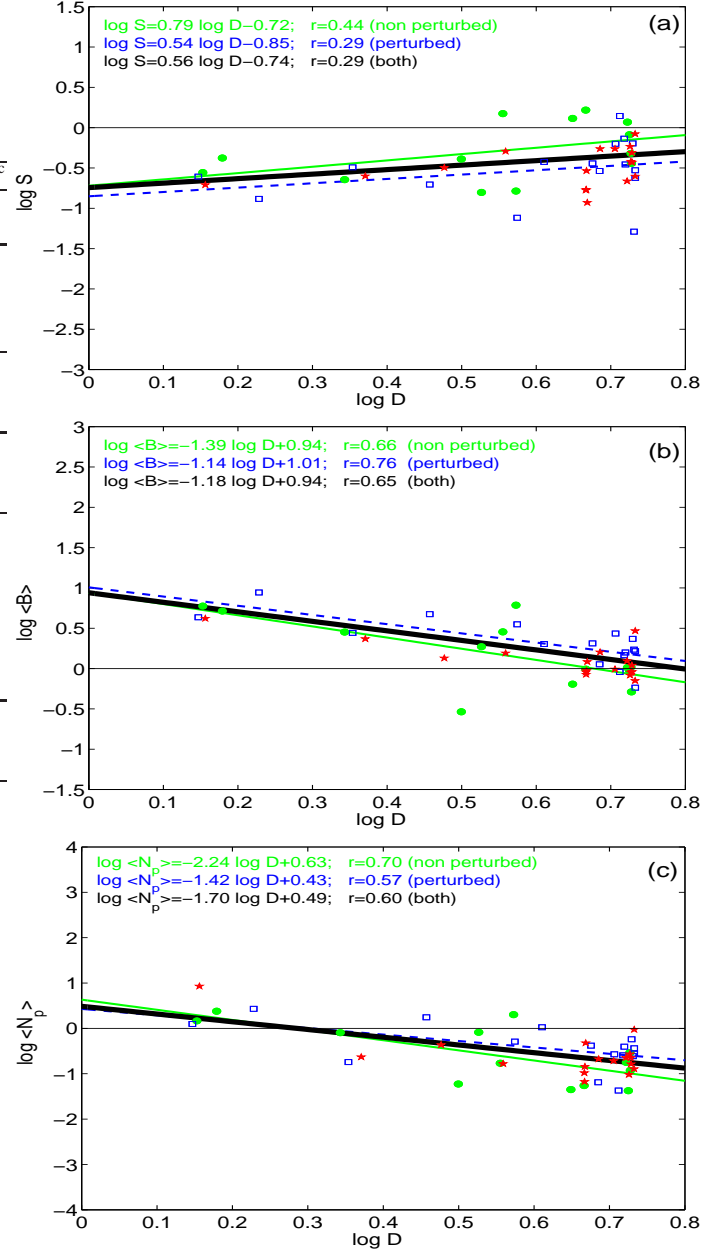 1.5
log S=0.79 log D−0.72; r=0.44 (non perturbed)
(a)
log S=0.54 log D−0.85; r=0.29 (perturbed)
1
log S=0.56 log D−0.74; r=0.29 (both)
0.5
0
−0.5
log S
−1
−1.5
−2
−2.5
−3
0 0.1 0.2 0.3 0.4 0.5 0.6 0.7 0.8
log D
3
log <B>=−1.39 log D+0.94; r=0.66 (non perturbed)
(b)
log <B>=−1.14 log D+1.01; r=0.76 (perturbed)
2.5
log <B>=−1.18 log D+0.94; r=0.65 (both)
2
1.5
1
0.5
log <B>
0
−0.5
−1
−1.5
0 0.1 0.2 0.3 0.4 0.5 0.6 0.7 0.8
log D
4
log <Np>=−2.24 log D+0.63; r=0.70 (non perturbed)
(c)
log <Np>=−1.42 log D+0.43; r=0.57 (perturbed)
3
log <Np>=−1.70 log D+0.49; r=0.60 (both)
2
1
0
log <Np>
−1
−2
−3
−4
0 0.1 0.2 0.3 0.4 0.5 0.6 0.7 0.8
log D